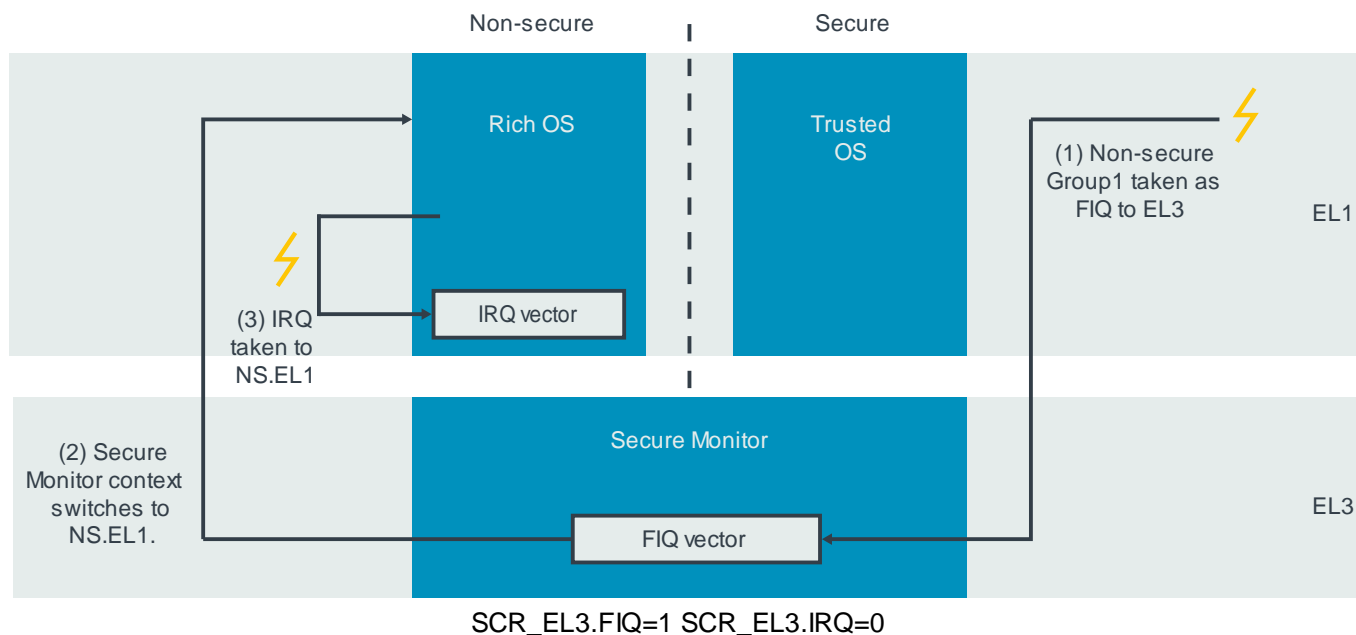 Non-secure
Secure
Rich OS
Trusted
OS
(1) Non-secure
Group1 taken as
FIQ to EL3
EL1
IRQ vector
(3) IRQ
taken to
NS.EL1
Secure Monitor
(2) Secure
Monitor context
switches to
NS.EL1.
EL3
FIQ vector
SCR_EL3.FIQ=1 SCR_EL3.IRQ=0